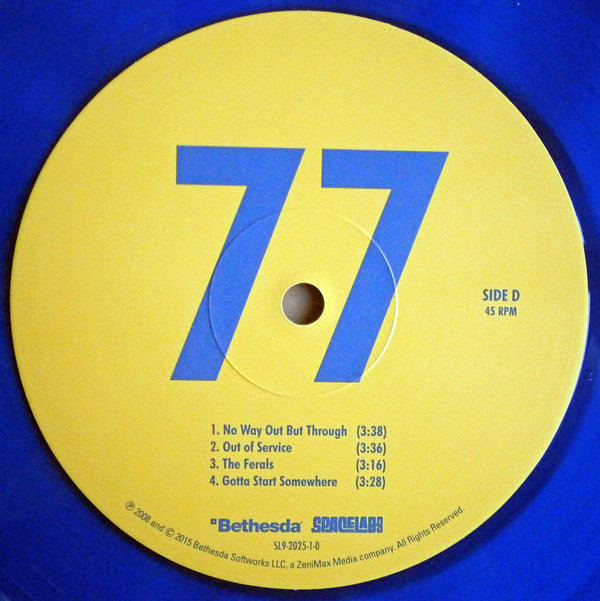 77
SIDE D
45 RPM
1. No Way Out But Through (3:38)
2. Out of Service (3:36)
3. The Ferals (3:16)
4. Gotta Start Somewhere (3:28)
Bethesda® SPACELAB9
SL9-2025-1-0
℗ 2008 and © 2015 Bethesda Softworks LLC, a ZeniMax Media company. All Rights Reserved.